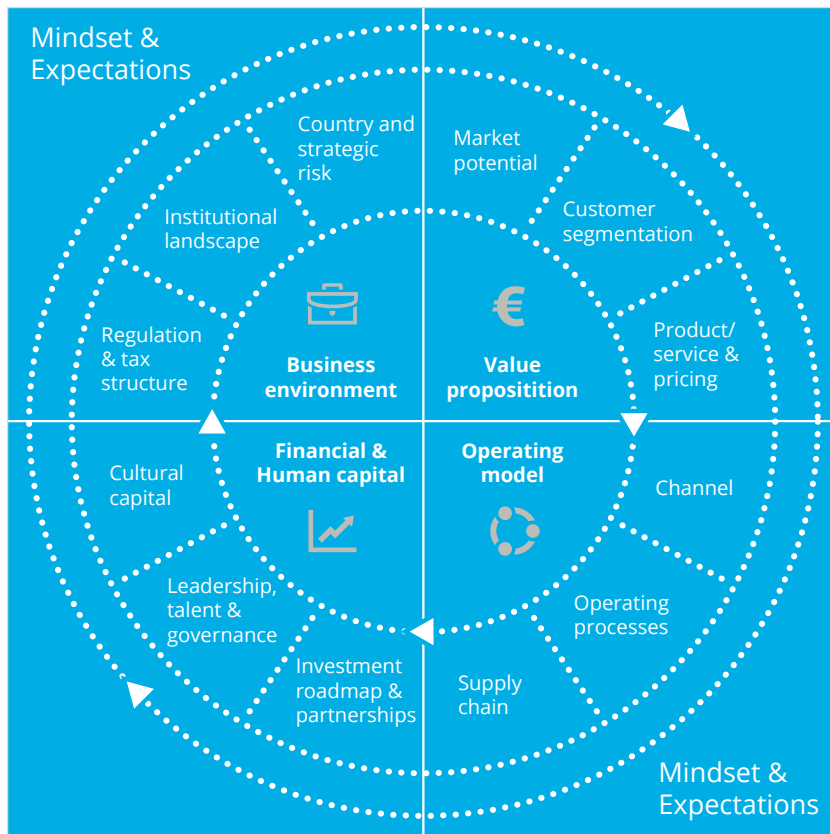 Mindset &
Expectations
Country and
strategic
risk
Market
potential
Institutional
landscape
Customer
segmentation
Regulation
& tax
structure
Product/
service &
pricing
€
Business
environment
Value
propositition
Financial &
Human capital
Operating
model
Cultural
capital
Channel
Leadership,
talent &
governance
Operating
processes
Investment
roadmap &
partnerships
Supply
chain
Mindset &
Expectations